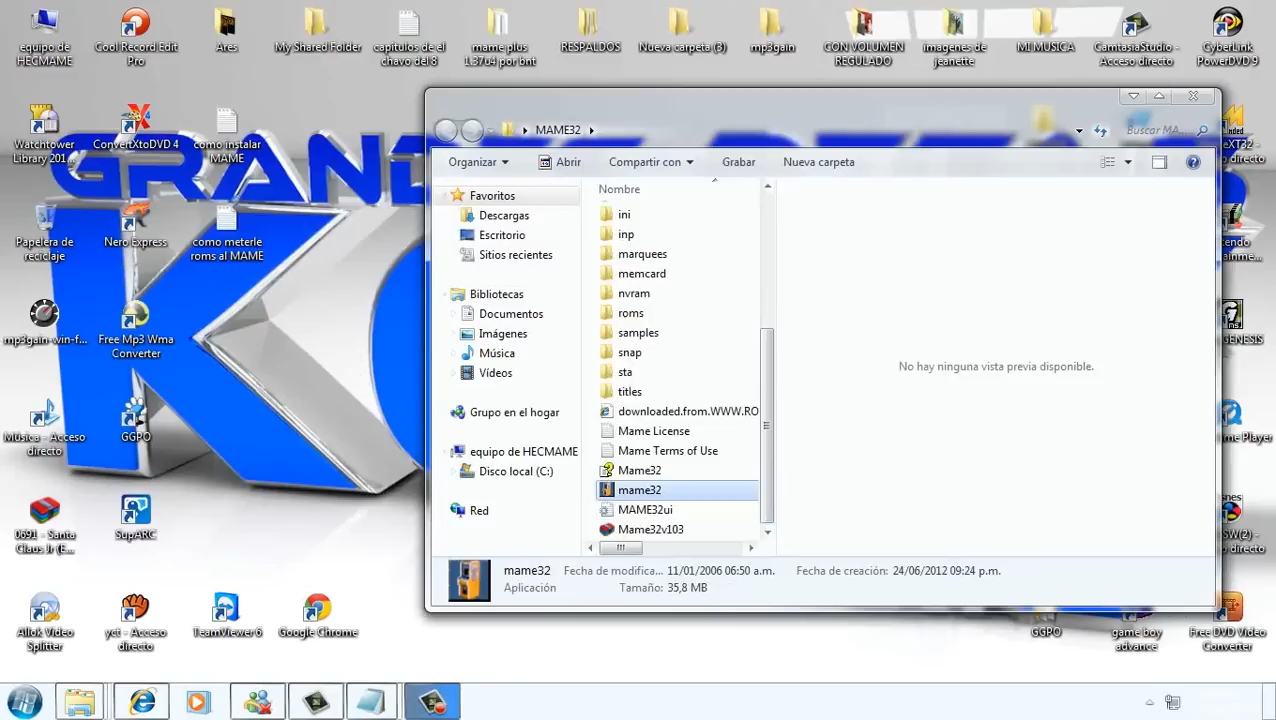 equipo de
HECMAME
Cool Record Edit
Pro
Ares
My Shared Folder
capitulos de el
chavo del 8
mame plus
1.37u4 por bnt
RESPALDOS
Nueva carpeta (3)
mp3gain
CON VOLUMEN
REGULADO
imagenes de
jeanette
MI MUSICA
CamtasiaStudio -
Acceso directo
CyberLink
PowerDVD 9
Watchtower
Library 201...
ConvertXtoDVD 4
como instalar
MAME
Papelera de
reciclaje
Nero Express
como meterle
roms al MAME
mp3gain-win-f...
Free Mp3 Wma
Converter
Música - Acceso
directo
GGPO
0691 - Santa
Claus Jr (E...
SupARC
Allok Video
Splitter
yct - Acceso
directo
TeamViewer 6
Google Chrome
MAME32
Buscar MA...
Organizar
Abrir
Compartir con
Grabar
Nueva carpeta
Favoritos
Descargas
Escritorio
Sitios recientes
Bibliotecas
Documentos
Imágenes
Música
Vídeos
Grupo en el hogar
equipo de HECMAME
Disco local (C:)
Red
Nombre
ini
inp
marquees
memcard
nvram
roms
samples
snap
sta
titles
downloaded.from.WWW.RO
Mame License
Mame Terms of Use
Mame32
mame32
MAME32ui
Mame32v103
No hay ninguna vista previa disponible.
mame32
Fecha de modifica... 11/01/2006 06:50 a.m.
Fecha de creación: 24/06/2012 09:24 p.m.
Aplicación
Tamaño: 35,8 MB
GGPO
game boy
advance
Free DVD Video
Converter